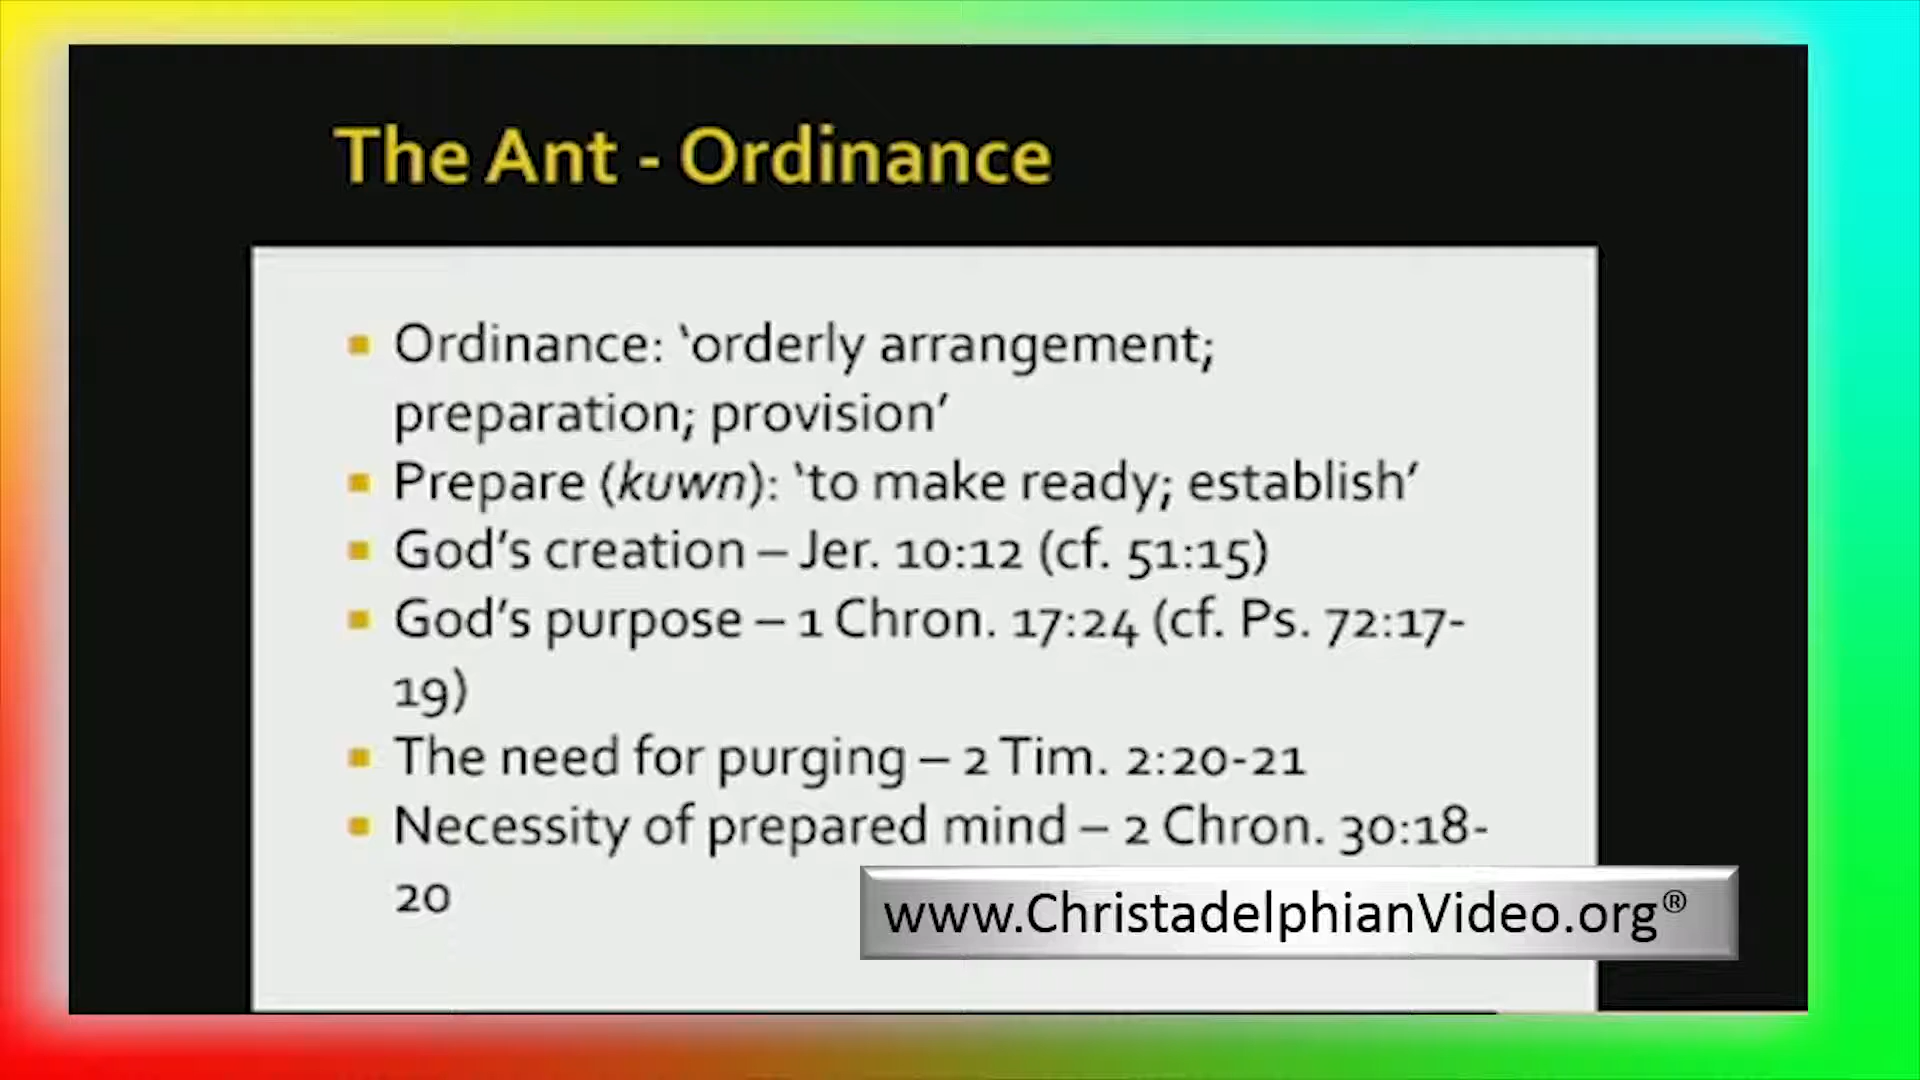 The Ant - Ordinance
Ordinance: ‘orderly arrangement;
preparation; provision’
Prepare (kuwn): ‘to make ready; establish’
God’s creation – Jer. 10:12 (cf. 51:15)
God’s purpose – 1 Chron. 17:24 (cf. Ps. 72:17-
19)
The need for purging – 2 Tim. 2:20-21
Necessity of prepared mind – 2 Chron. 30:18-
20
www.ChristadelphianVideo.org®